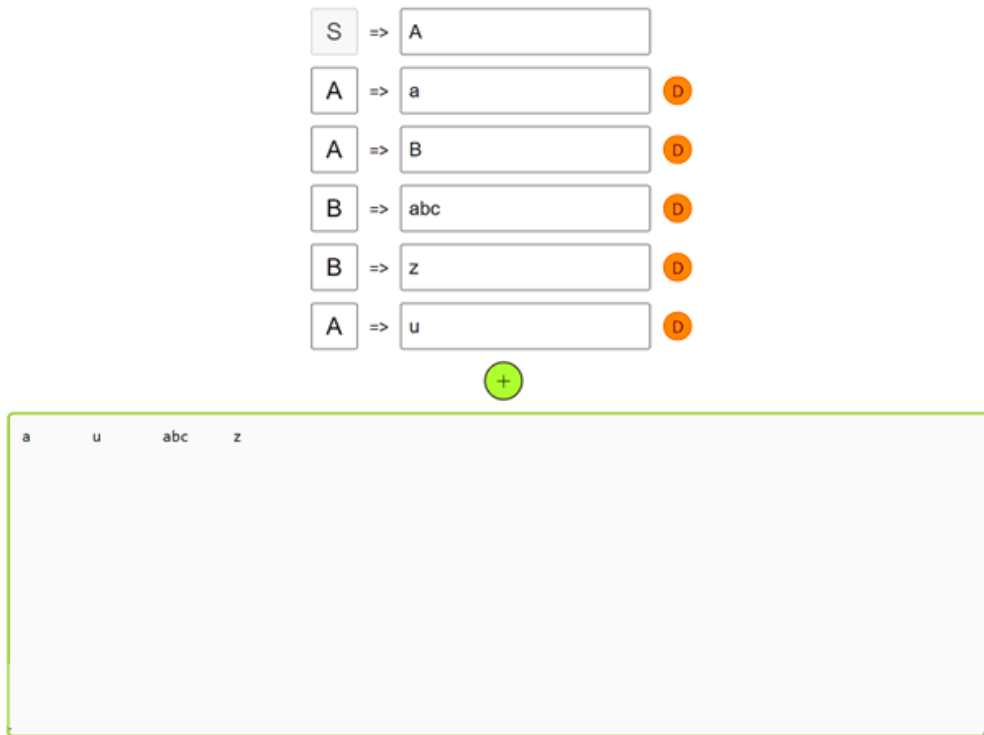 S => A
A => a D
A => B D
B => abc D
B => z D
A => u D
+
a u abc z